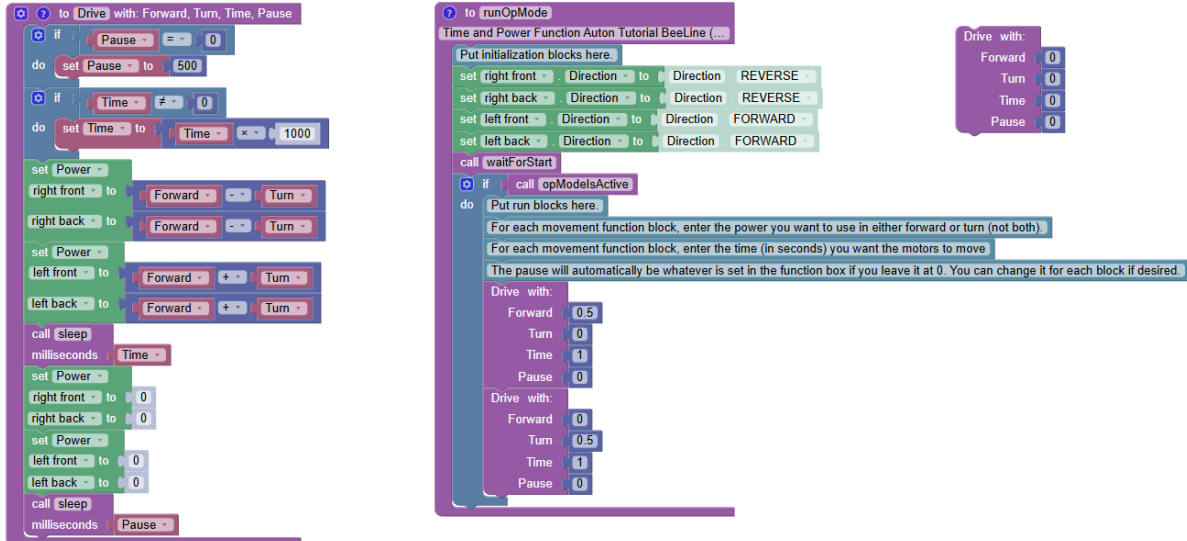 to Drive with: Forward, Turn, Time, Pause
if Pause = 0
do set Pause to 500
if Time ≠ 0
do set Time to Time × 1000
set Power
right front to Forward - Turn
right back to Forward - Turn
set Power
left front to Forward + Turn
left back to Forward + Turn
call sleep
milliseconds Time
set Power
right front to 0
right back to 0
set Power
left front to 0
left back to 0
call sleep
milliseconds Pause
to runOpMode
Time and Power Function Auton Tutorial BeeLine (...
Put initialization blocks here.
set right front . Direction to Direction . REVERSE
set right back . Direction to Direction . REVERSE
set left front . Direction to Direction . FORWARD
set left back . Direction to Direction . FORWARD
call waitForStart
if call opModeIsActive
do Put run blocks here.
For each movement function block, enter the power you want to use in either forward or turn (not both).
For each movement function block, enter the time (in seconds) you want the motors to move
The pause will automatically be whatever is set in the function box if you leave it at 0. You can change it for each block if desired.
Drive with:
Forward 0.5
Turn 0
Time 1
Pause 0
Drive with:
Forward 0
Turn 0.5
Time 1
Pause 0
Drive with:
Forward 0
Turn 0
Time 0
Pause 0